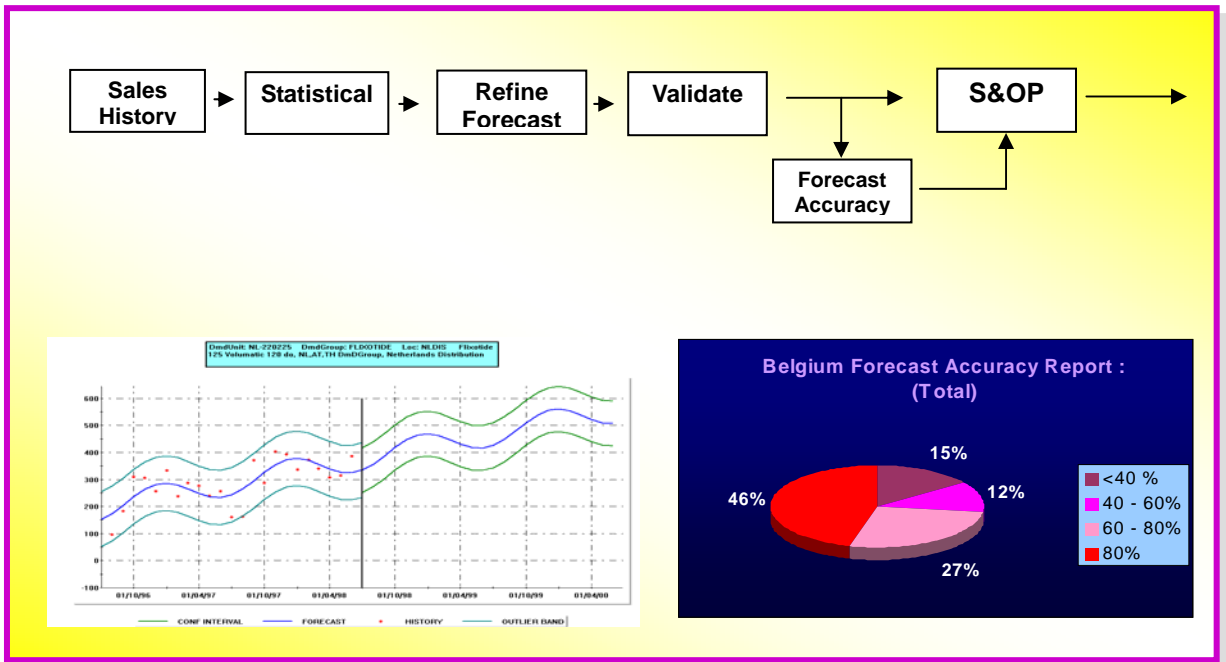 Sales
History
Statistical
Refine
Forecast
Validate
S&OP
Forecast
Accuracy
DmdUnit: NL-220225 DmdGroup: FLIXOTIDE Loc: NLDIS Flixotide
125 Volumatic 120 do, NL,AT,TH DmDGroup, Netherlands Distribution
600
500
400
300
200
100
0
-100
01/10/96 01/04/97 01/10/97 01/04/98 01/10/98 01/04/99 01/10/99 01/04/00
CONF INTERVAL FORECAST HISTORY OUTLIER BAND
Belgium Forecast Accuracy Report :
(Total)
15%
12%
27%
46%
<40 %
40 - 60%
60 - 80%
80%